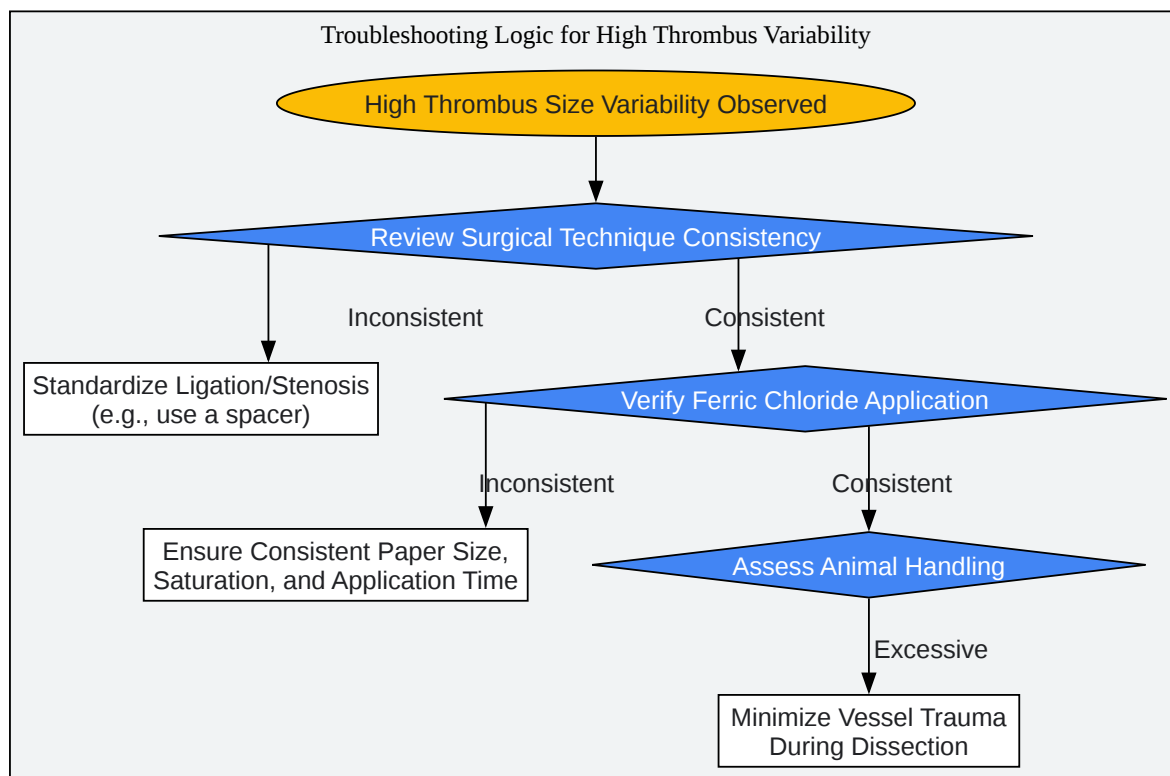 Troubleshooting Logic for High Thrombus Variability
High Thrombus Size Variability Observed
Review Surgical Technique Consistency
Inconsistent
Consistent
Standardize Ligation/Stenosis
(e.g., use a spacer)
Verify Ferric Chloride Application
Inconsistent
Consistent
Ensure Consistent Paper Size,
Saturation, and Application Time
Assess Animal Handling
Excessive
Minimize Vessel Trauma
During Dissection